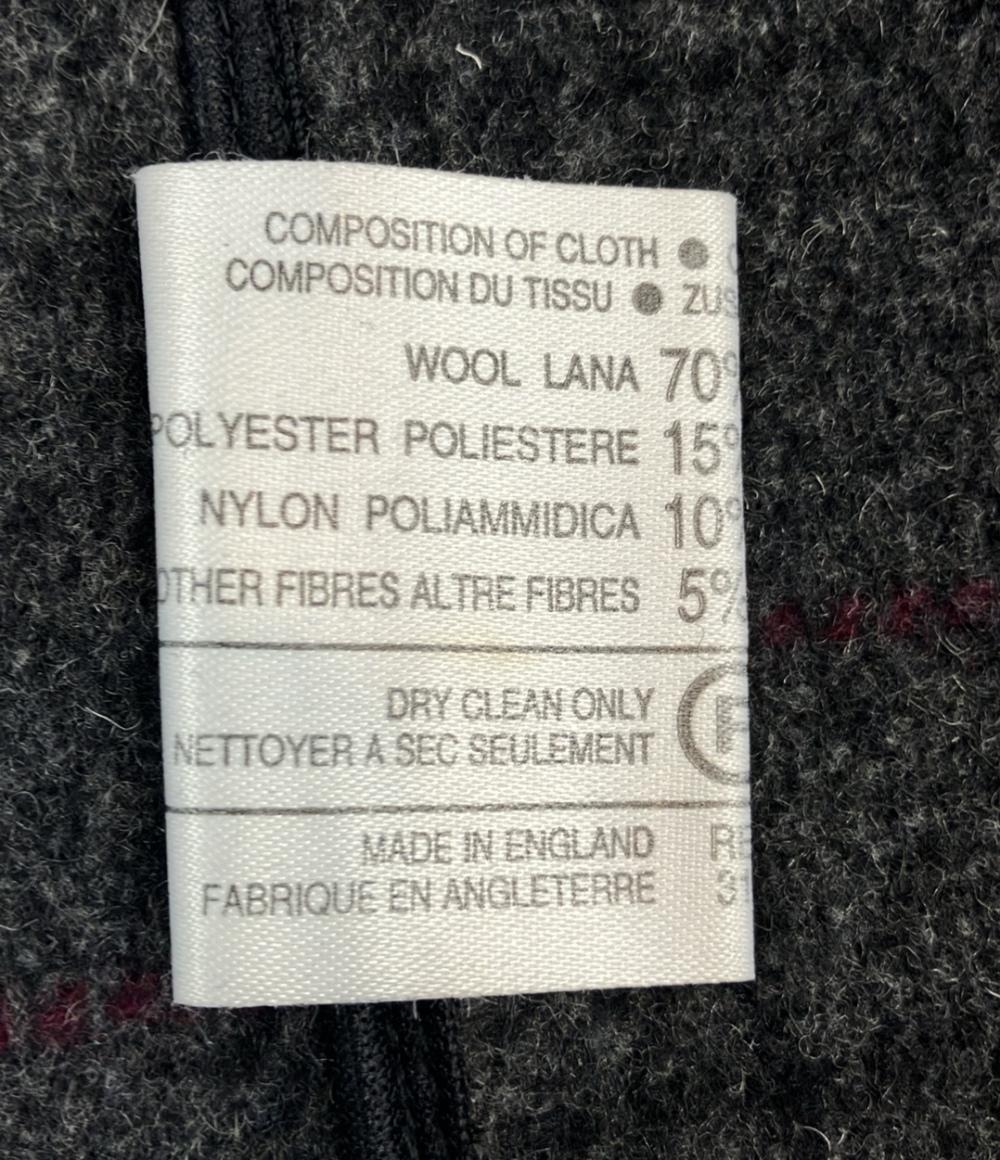 COMPOSITION OF CLOTH ●
COMPOSITION DU TISSU ●
WOOL LANA 70%
POLYESTER POLIESTERE 15%
NYLON POLIAMMIDICA 10%
OTHER FIBRES ALTRE FIBRES 5%
DRY CLEAN ONLY
NETTOYER A SEC SEULEMENT
MADE IN ENGLAND
FABRIQUE EN ANGLETERRE